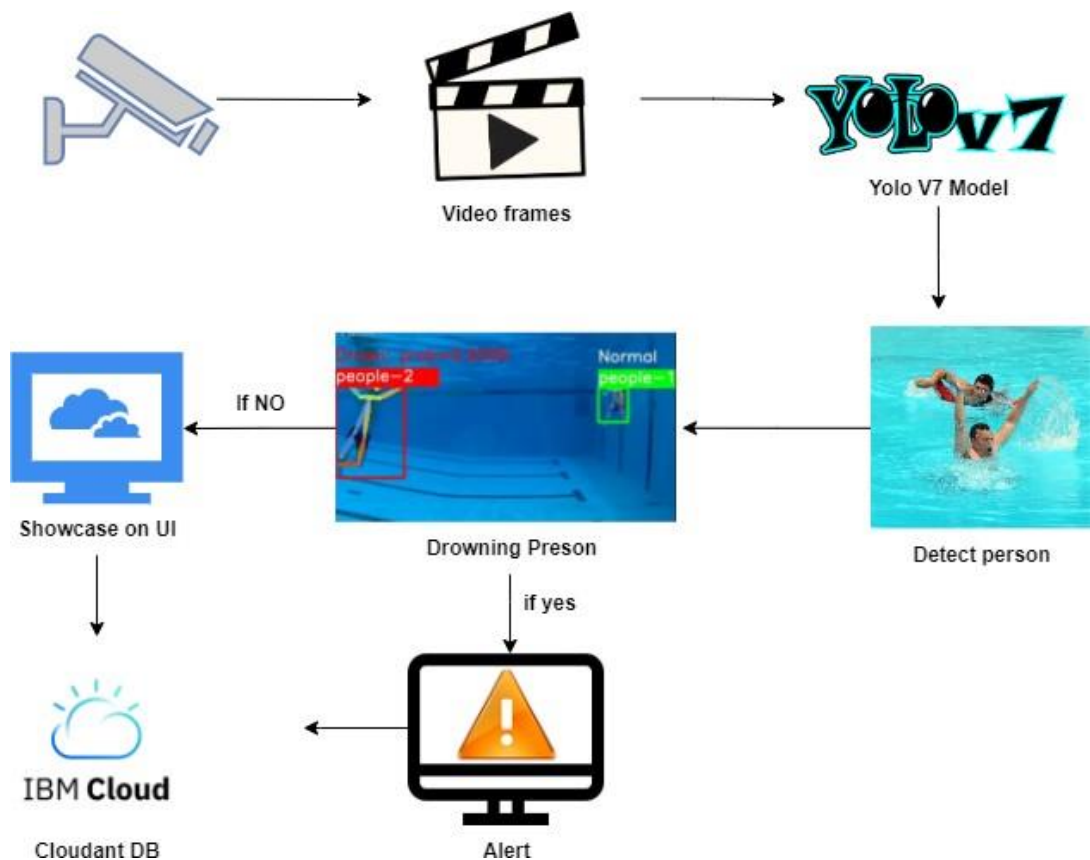 YOLOv7
Video frames
Yolo V7 Model
Normal
people-2
people-1
If NO
Showcase on UI
Drowning Preson
Detect person
if yes
IBM Cloud
Cloudant DB
Alert